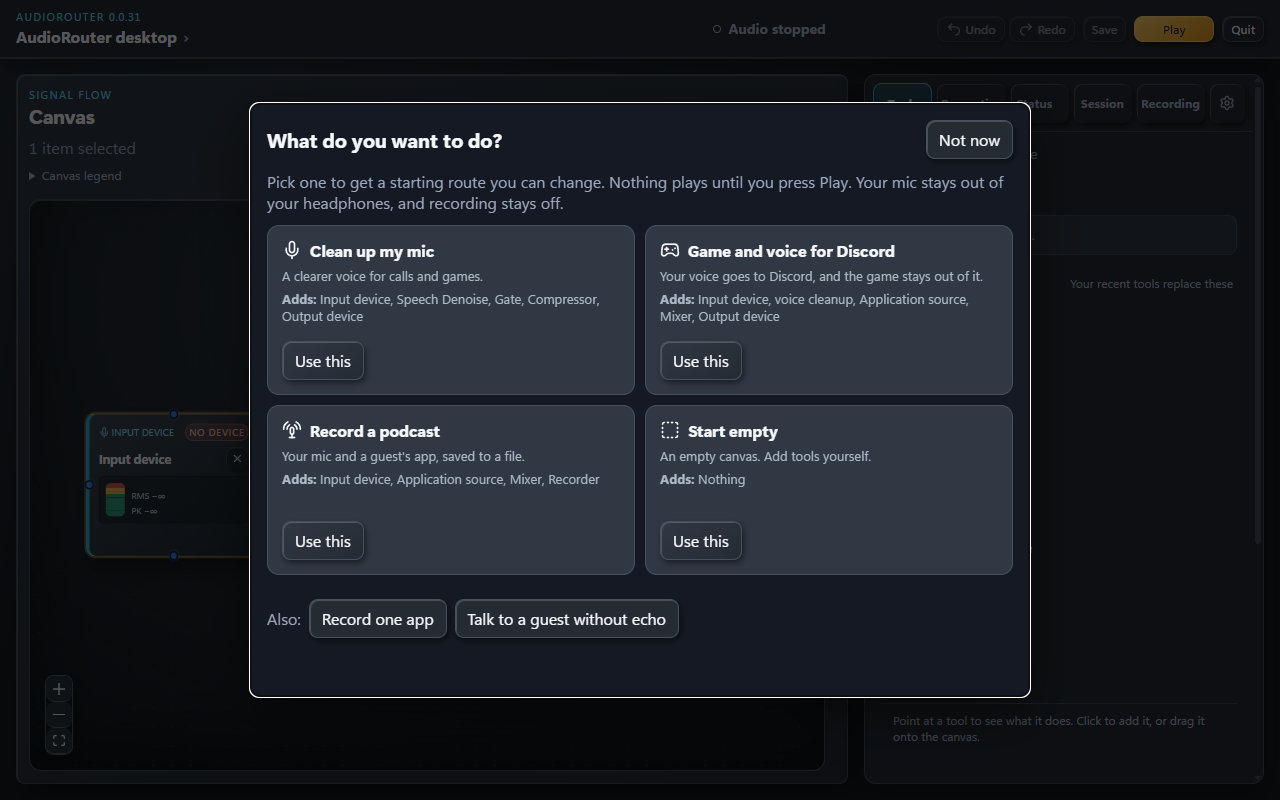 AUDIOROUTER 0.0.31
AudioRouter desktop ›
Audio stopped
Undo
Redo
Save
Play
Quit
SIGNAL FLOW
Canvas
1 item selected
Canvas legend
Status
Session
Recording
What do you want to do?
Not now
Pick one to get a starting route you can change. Nothing plays until you press Play. Your mic stays out of
your headphones, and recording stays off.
Clean up my mic
A clearer voice for calls and games.
Adds: Input device, Speech Denoise, Gate, Compressor,
Output device
Use this
Game and voice for Discord
Your voice goes to Discord, and the game stays out of it.
Adds: Input device, voice cleanup, Application source,
Mixer, Output device
Use this
Your recent tools replace these
Record a podcast
Your mic and a guest's app, saved to a file.
Adds: Input device, Application source, Mixer, Recorder
Use this
Start empty
An empty canvas. Add tools yourself.
Adds: Nothing
Use this
INPUT DEVICE
NO DEVICE
Input device
RMS −∞
PK −∞
Also:
Record one app
Talk to a guest without echo
Point at a tool to see what it does. Click to add it, or drag it
onto the canvas.